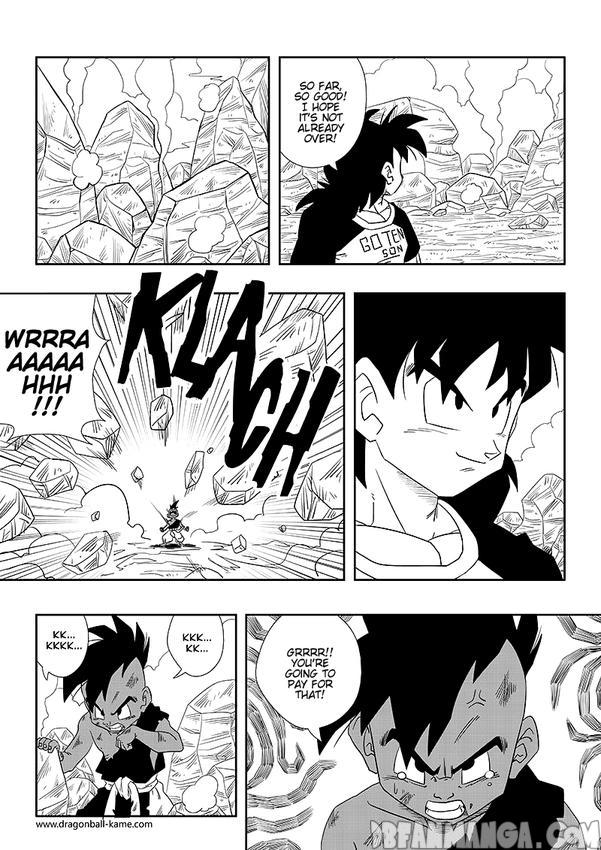 SO FAR,
SO GOOD!
I HOPE
IT'S NOT
ALREADY
OVER!
GOTEN
SON
WRRRA
AAAAA
HHH
!!!
KLACH
KK...
KKKK...
KKK...
KK...
GRRRR!!
YOU'RE
GOING TO
PAY FOR
THAT!
www.dragonball-kame.com
DBFANMANGA.COM